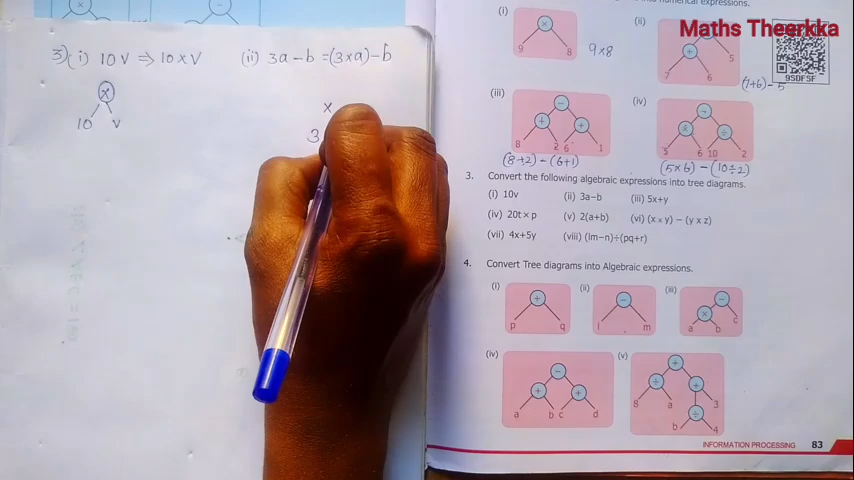 3) (i) 10v ⇒ 10 x v
(ii) 3a - b = (3 x a) - b
x
10 v
x
3
Maths Theerkka
9SDFSF
(i)
x
9 8
9 x 8
(ii)
5
+
7 6
(7+6) - 5
(iii)
−
+ +
8 2 6 1
(8+2) - (6+1)
(iv)
−
x ÷
5 6 10 2
(5x6) - (10÷2)
3. Convert the following algebraic expressions into tree diagrams.
(i) 10v (ii) 3a–b (iii) 5x+y
(iv) 20t × p (v) 2(a+b) (vi) (x × y) – (y × z)
(vii) 4x+5y (viii) (lm–n)÷(pq+r)
4. Convert Tree diagrams into Algebraic expressions.
(i)
+
p q
(ii)
−
l m
(iii)
−
x c
a b
(iv)
−
+ +
a b c d
(v)
+
÷ +
8 a 3
÷
b 4
INFORMATION PROCESSING 83